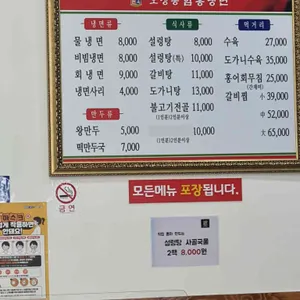 냉면류
물냉면 8,000
비빔냉면 8,000
회냉면 9,000
냉면사리 4,000
만두류
왕만두 5,000
떡만두국 7,000
식사류
설렁탕 8,000
설렁탕(특) 10,000
갈비탕 11,000
도가니탕 13,000
불고기전골 11,000
10,000
먹거리
수육 27,000
도가니수육 35,000
홍어회무침 25,000
갈비찜 小 39,000
中 52,000
大 65,000
모든메뉴 포장됩니다.
금연
설렁탕 사골국물
2팩 8,000원